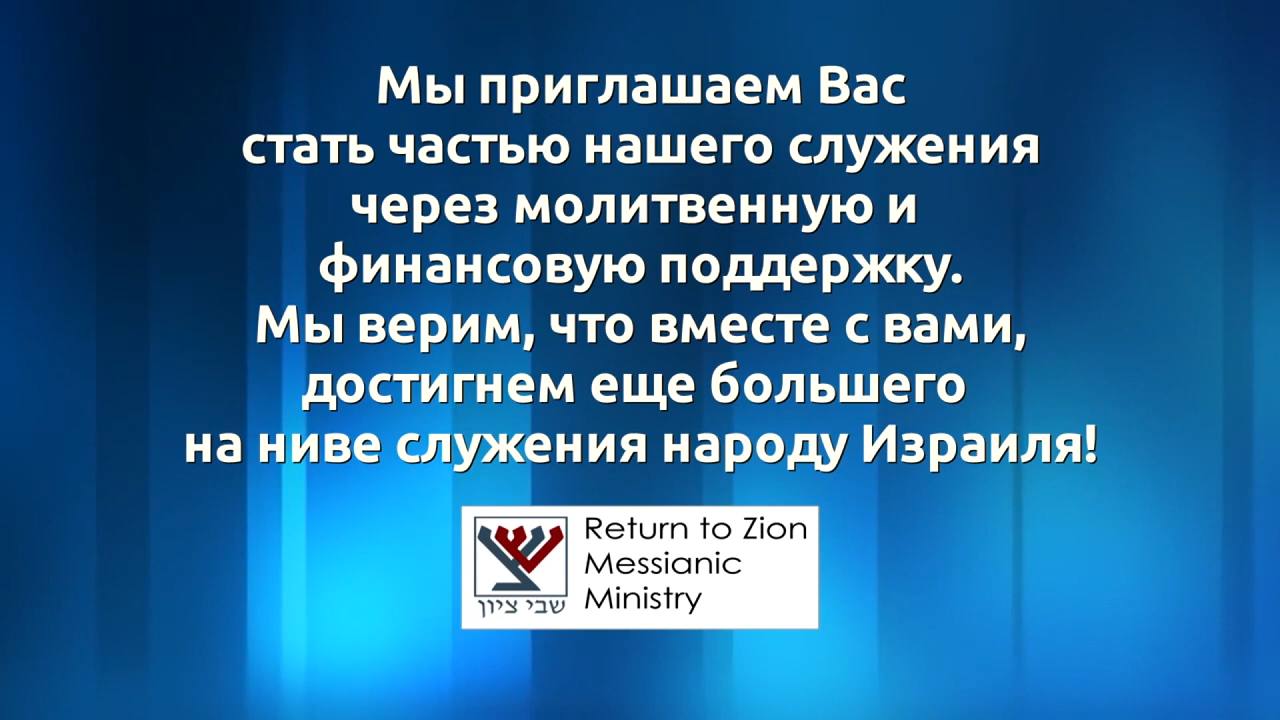 Мы приглашаем Вас
стать частью нашего служения
через молитвенную и
финансовую поддержку.
Мы верим, что вместе с вами,
достигнем еще большего
на ниве служения народу Израиля!
Return to Zion
Messianic
Ministry
שבי ציון